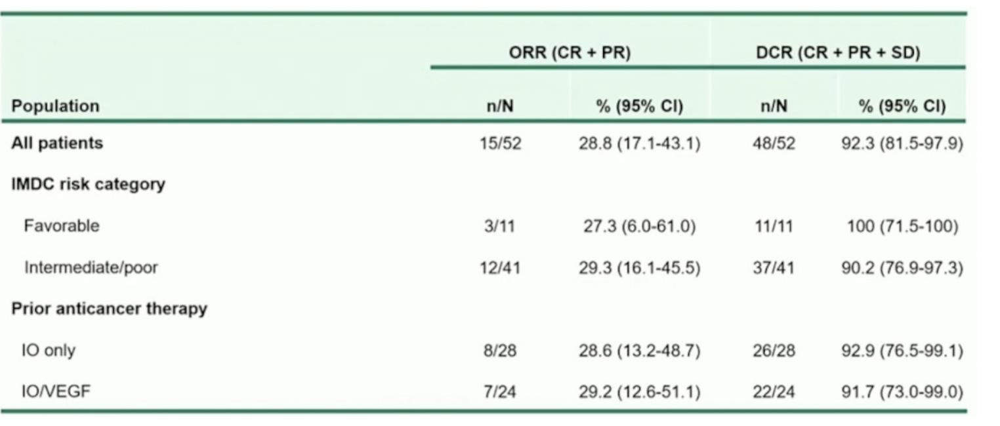 ORR (CR + PR) DCR (CR + PR + SD)
Population n/N % (95% CI) n/N % (95% CI)
All patients 15/52 28.8 (17.1-43.1) 48/52 92.3 (81.5-97.9)
IMDC risk category
Favorable 3/11 27.3 (6.0-61.0) 11/11 100 (71.5-100)
Intermediate/poor 12/41 29.3 (16.1-45.5) 37/41 90.2 (76.9-97.3)
Prior anticancer therapy
IO only 8/28 28.6 (13.2-48.7) 26/28 92.9 (76.5-99.1)
IO/VEGF 7/24 29.2 (12.6-51.1) 22/24 91.7 (73.0-99.0)